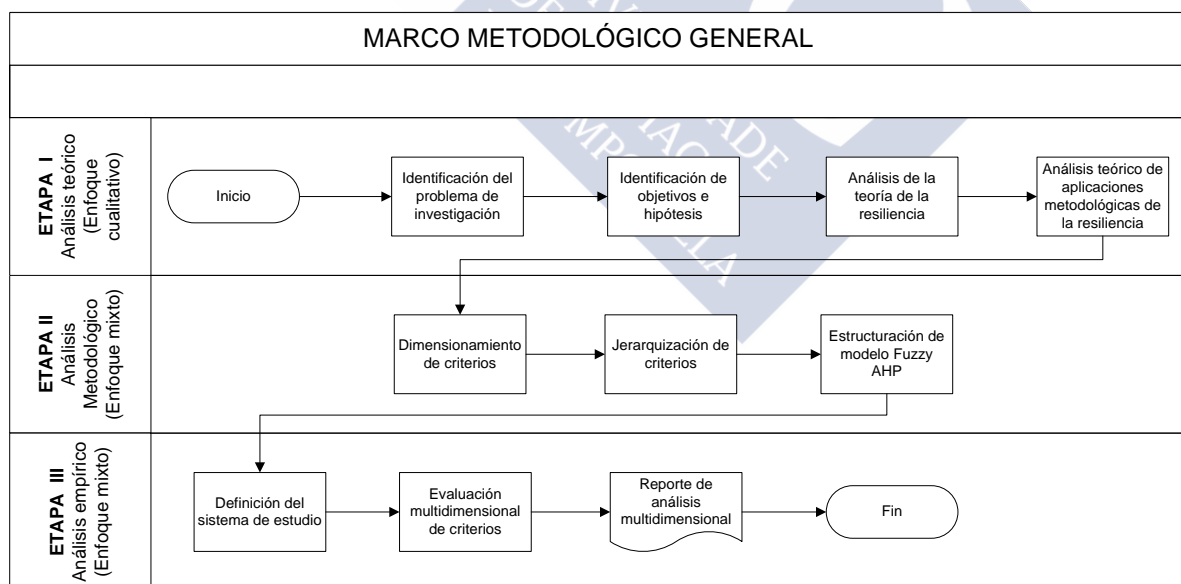 MARCO METODOLÓGICO GENERAL
ETAPA I
Análisis teórico
(Enfoque
cualitativo)
Inicio
Identificación del
problema de
investigación
Identificación de
objetivos e
hipótesis
Análisis de la
teoría de la
resiliencia
Análisis teórico de
aplicaciones
metodológicas de
la resiliencia
ETAPA II
Análisis
Metodológico
(Enfoque mixto)
Dimensionamiento
de criterios
Jerarquización de
criterios
Estructuración de
modelo Fuzzy
AHP
ETAPA III
Análisis empírico
(Enfoque mixto)
Definición del
sistema de estudio
Evaluación
multidimensional
de criterios
Reporte de
análisis
multidimensional
Fin